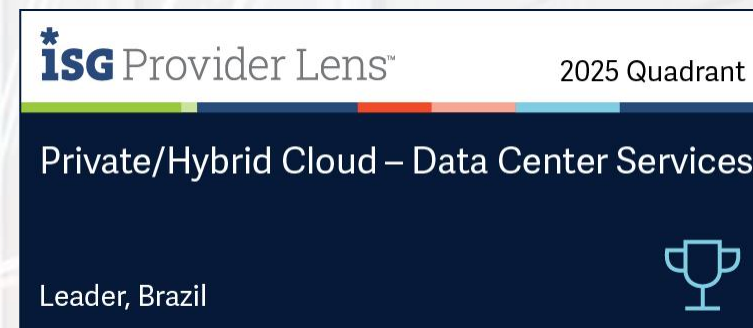 ISG Provider Lens™
2025 Quadrant
Private/Hybrid Cloud – Data Center Services
Leader, Brazil